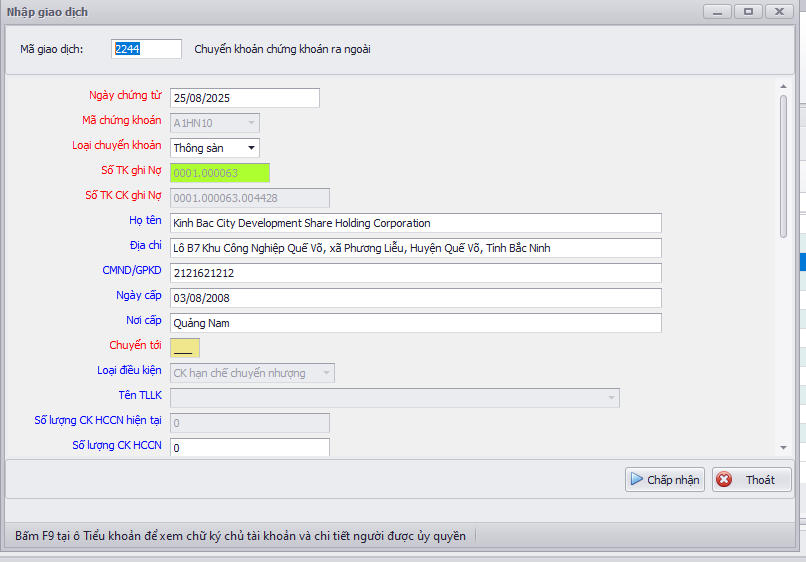 Nhập giao dịch
Mã giao dịch: 2244 Chuyển khoản chứng khoán ra ngoài
Ngày chứng từ 25/08/2025
Mã chứng khoán A1HN10
Loại chuyển khoản Thông sàn
Số TK ghi Nợ 0001.000063
Số TK CK ghi Nợ 0001.000063.004428
Họ tên Kinh Bac City Development Share Holding Corporation
Địa chỉ Lô B7 Khu Công Nghiệp Quế Võ, xã Phương Liễu, Huyện Quế Võ, Tỉnh Bắc Ninh
CMND/GPKD 2121621212
Ngày cấp 03/08/2008
Nơi cấp Quảng Nam
Chuyển tới ___
Loại điều kiện CK hạn chế chuyển nhượng
Tên TLLK
Số lượng CK HCCN hiện tại 0
Số lượng CK HCCN 0
Chấp nhận Thoát
Bấm F9 tại ô Tiểu khoản để xem chữ ký chủ tài khoản và chi tiết người được ủy quyền